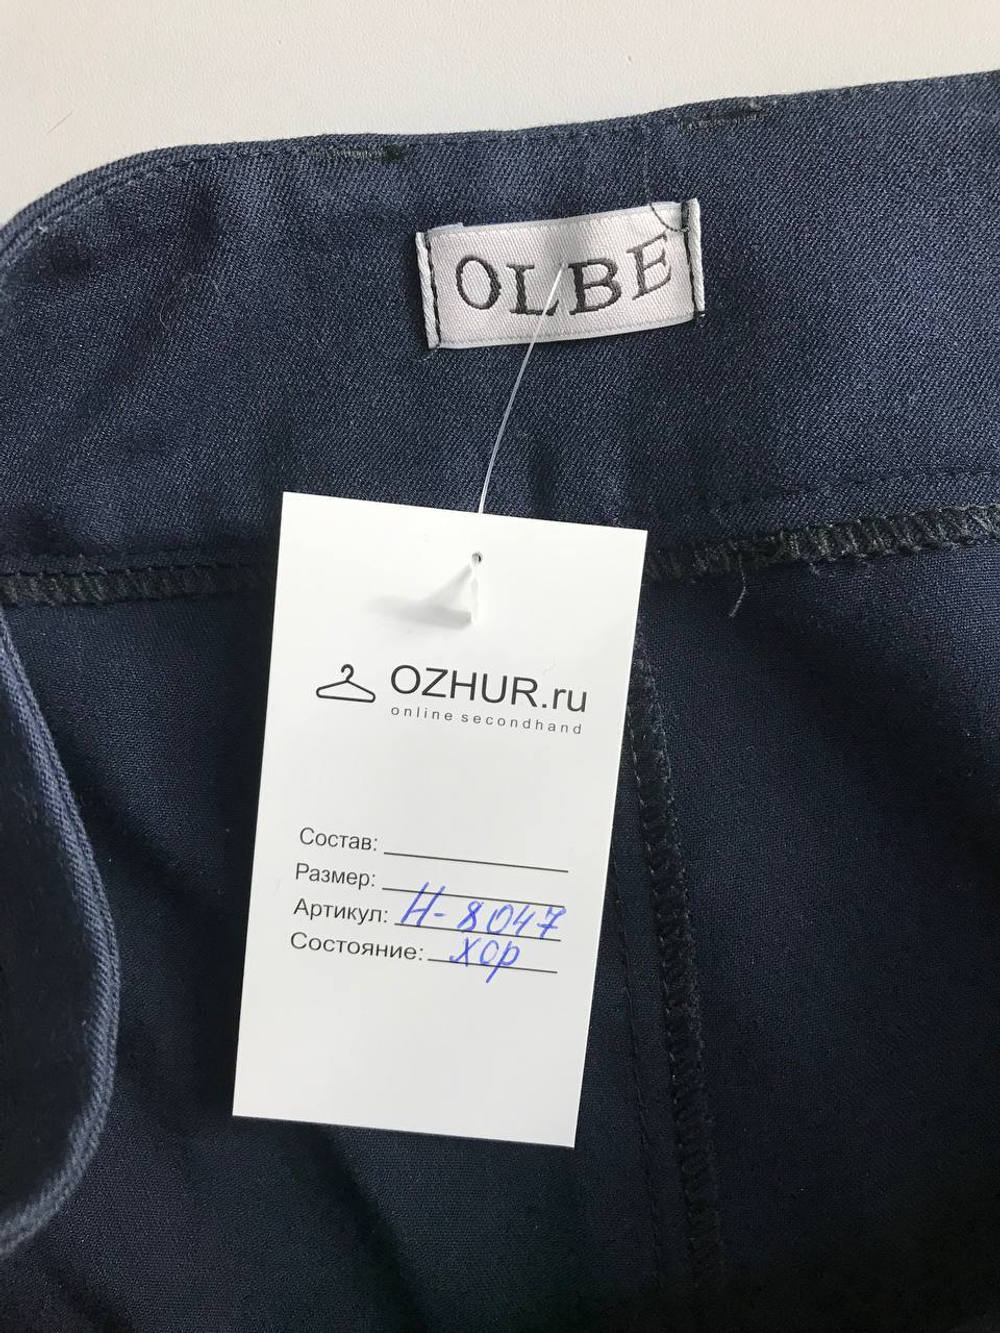 OLBE
OZHUR.ru
online secondhand
Состав:
Размер:
Артикул: Н-8047
Состояние: хор